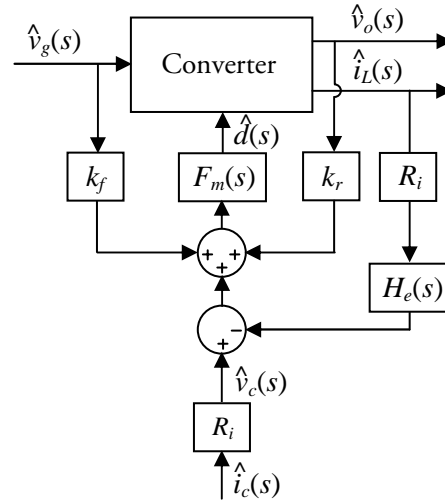 v̂_g(s)
v̂_o(s)
Converter
î_L(s)
d̂(s)
k_f
F_m(s)
k_r
R_i
+ + +
H_e(s)
+ -
v̂_c(s)
R_i
î_c(s)